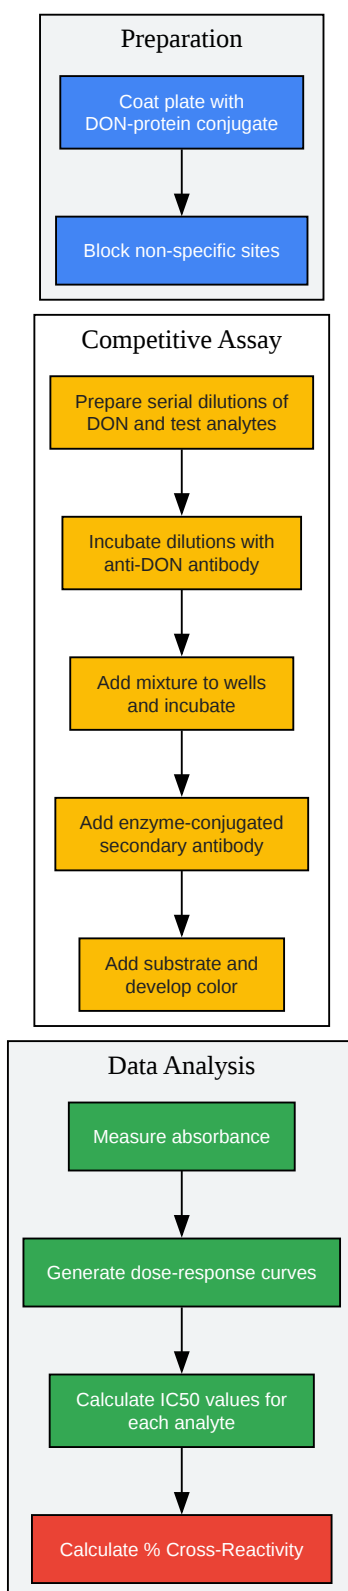 Preparation
Coat plate with
DON-protein conjugate
Block non-specific sites
Competitive Assay
Prepare serial dilutions of
DON and test analytes
Incubate dilutions with
anti-DON antibody
Add mixture to wells
and incubate
Add enzyme-conjugated
secondary antibody
Add substrate and
develop color
Data Analysis
Measure absorbance
Generate dose-response curves
Calculate IC50 values for
each analyte
Calculate % Cross-Reactivity